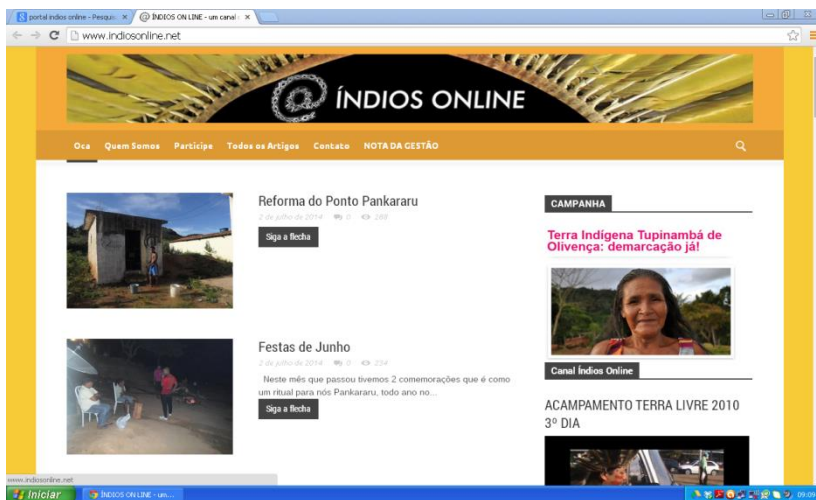 portal indios online - Pesquis
@ ÍNDIOS ON LINE - um canal
www.indiosonline.net
ÍNDIOS ONLINE
Oca Quem Somos Participe Todos os Artigos Contato NOTA DA GESTÃO
Reforma do Ponto Pankararu
2 de julho de 2014 0 288
Siga a flecha
Festas de Junho
2 de julho de 2014 0 234
Neste mês que passou tivemos 2 comemorações que é como
um ritual para nós Pankararu, todo ano no...
Siga a flecha
CAMPANHA
Terra Indígena Tupinambá de
Olivença: demarcação já!
Canal Índios Online
ACAMPAMENTO TERRA LIVRE 2010
3º DIA
www.indiosonline.net
Iniciar
ÍNDIOS ON LINE - um...
09:09